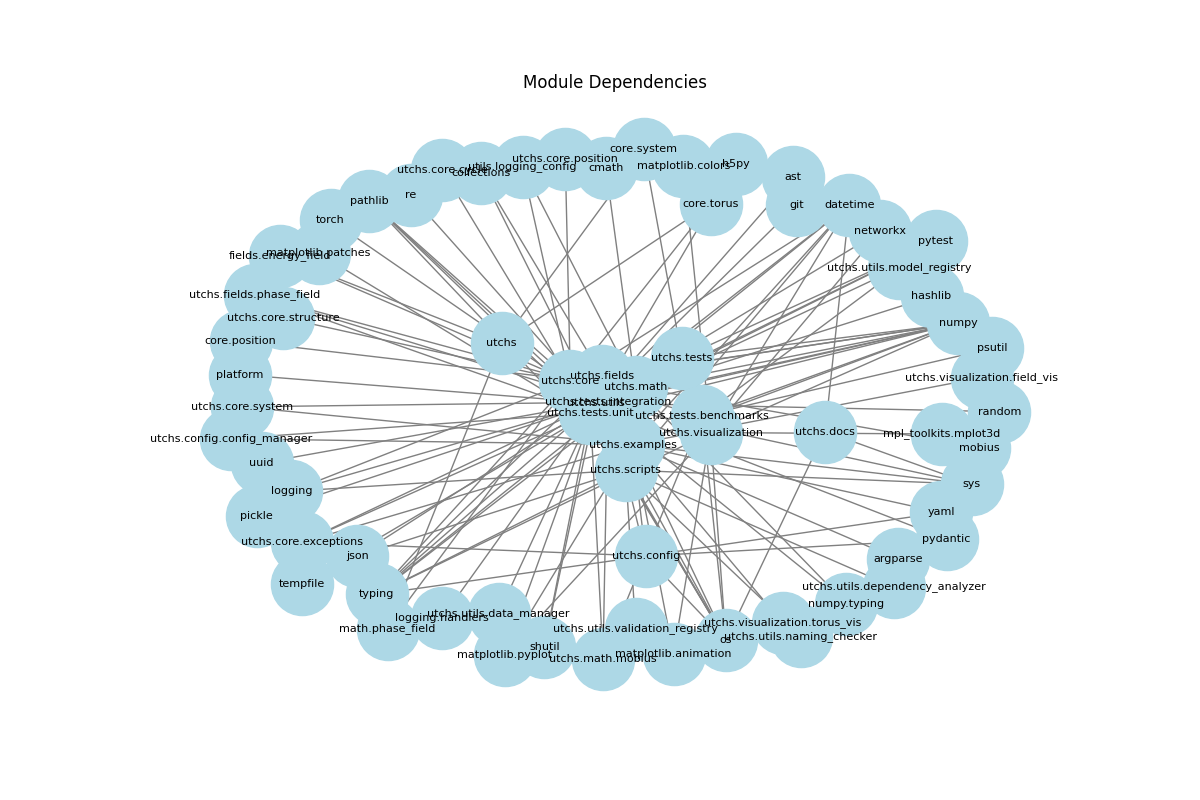 Module Dependencies
core.system
utchs.core.position
matplotlib.colors
h5py
utils.logging_config
cmath
utchs.core.cycle
collections
ast
re
pathlib
core.torus
git
datetime
torch
networkx
pytest
fields.energy_field
matplotlib.patches
utchs.utils.model_registry
utchs.fields.phase_field
hashlib
utchs.core.structure
numpy
core.position
utchs
psutil
utchs.tests
platform
utchs.fields
utchs.core
utchs.math
utchs.visualization.field_vis
utchs.core.system
utchs.utils
utchs.tests.integration
utchs.tests.unit
utchs.tests.benchmarks
random
utchs.config.config_manager
utchs.visualization
utchs.docs
mpl_toolkits.mplot3d
utchs.examples
mobius
uuid
utchs.scripts
sys
logging
pickle
yaml
utchs.core.exceptions
json
utchs.config
pydantic
argparse
tempfile
typing
utchs.utils.dependency_analyzer
numpy.typing
logging.handlers
utchs.utils.data_manager
math.phase_field
utchs.utils.validation_registry
utchs.visualization.torus_vis
os
utchs.utils.naming_checker
shutil
matplotlib.pyplot
utchs.math.mobius
matplotlib.animation